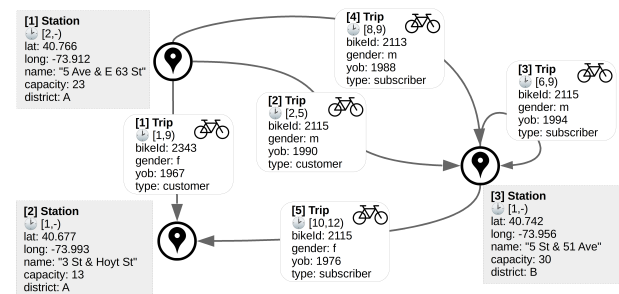 [1] Station
[2,-)
lat: 40.766
long: -73.912
name: "5 Ave & E 63 St"
capacity: 23
district: A
[4] Trip
[8,9)
bikeId: 2113
gender: m
yob: 1988
type: subscriber
[3] Trip
[6,9)
bikeId: 2115
gender: m
yob: 1994
type: subscriber
[2] Trip
[2,5)
bikeId: 2115
gender: m
yob: 1990
type: customer
[1] Trip
[1,9)
bikeId: 2343
gender: f
yob: 1967
type: customer
[2] Station
[1,-)
lat: 40.677
long: -73.993
name: "3 St & Hoyt St"
capacity: 13
district: A
[5] Trip
[10,12)
bikeId: 2115
gender: f
yob: 1976
type: subscriber
[3] Station
[1,-)
lat: 40.742
long: -73.956
name: "5 St & 51 Ave"
capacity: 30
district: B